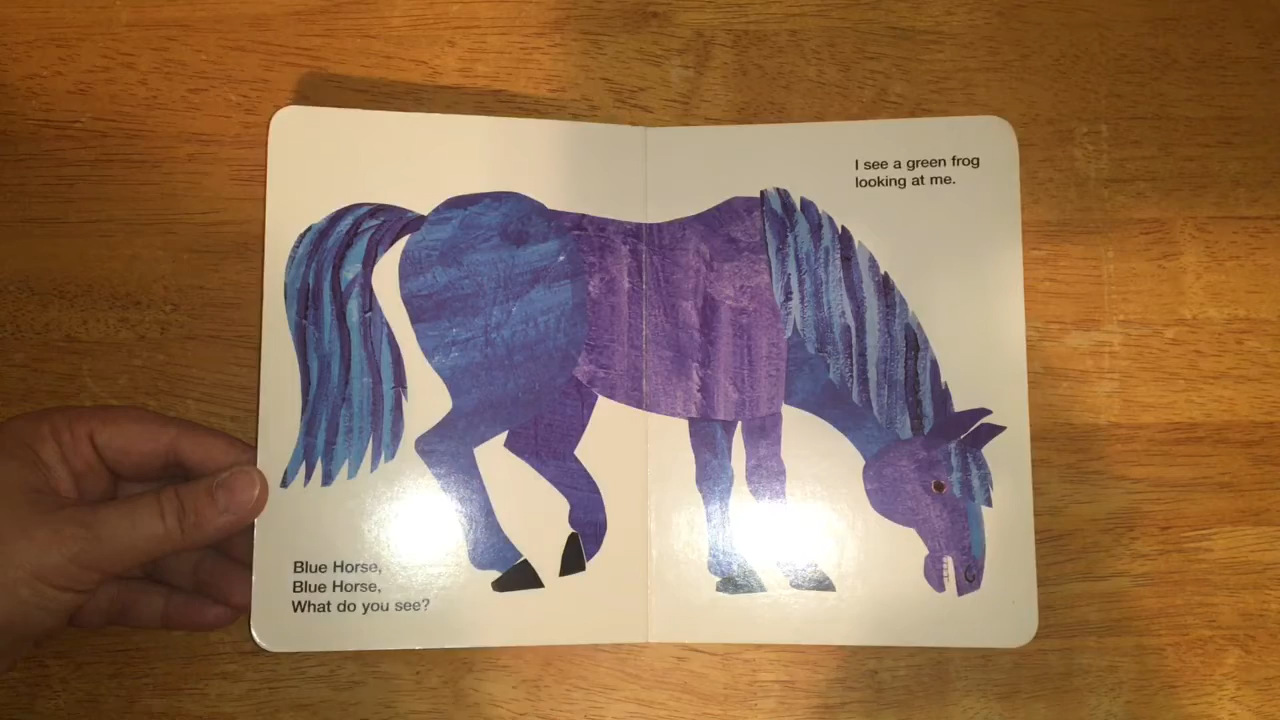 Blue Horse,
Blue Horse,
What do you see?
I see a green frog
looking at me.